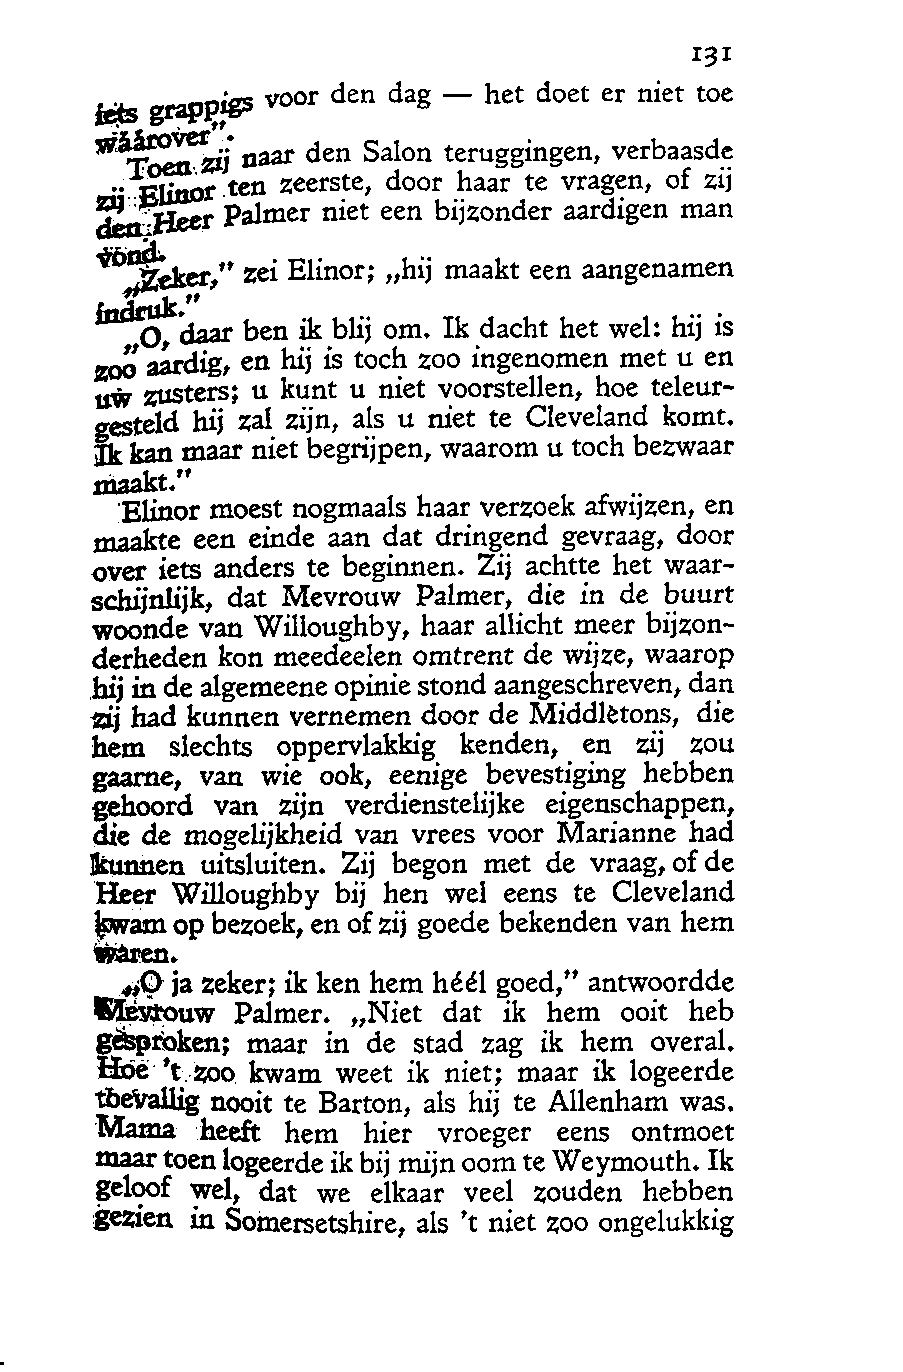 131
iets grappigs voor den dag — het doet er niet toe
wáárover".
Toen zij naar den Salon teruggingen, verbaasde
zij Elinor ten zeerste, door haar te vragen, of zij
den Heer Palmer niet een bijzonder aardigen man
vond.
„Zeker," zei Elinor; „hij maakt een aangenamen
indruk."
„O, daar ben ik blij om. Ik dacht het wel: hij is
zoo aardig, en hij is toch zoo ingenomen met u en
uw zusters; u kunt u niet voorstellen, hoe teleur-
gesteld hij zal zijn, als u niet te Cleveland komt.
Ik kan maar niet begrijpen, waarom u toch bezwaar
maakt."
Elinor moest nogmaals haar verzoek afwijzen, en
maakte een einde aan dat dringend gevraag, door
over iets anders te beginnen. Zij achtte het waar-
schijnlijk, dat Mevrouw Palmer, die in de buurt
woonde van Willoughby, haar allicht meer bijzon-
derheden kon meedeelen omtrent de wijze, waarop
hij in de algemeene opinie stond aangeschreven, dan
zij had kunnen vernemen door de Middletons, die
hem slechts oppervlakkig kenden, en zij zou
gaarne, van wie ook, eenige bevestiging hebben
gehoord van zijn verdienstelijke eigenschappen,
die de mogelijkheid van vrees voor Marianne had
kunnen uitsluiten. Zij begon met de vraag, of de
Heer Willoughby bij hen wel eens te Cleveland
kwam op bezoek, en of zij goede bekenden van hem
waren.
„O ja zeker; ik ken hem héél goed," antwoordde
Mevrouw Palmer. „Niet dat ik hem ooit heb
gesproken; maar in de stad zag ik hem overal.
Hoe 't zoo kwam weet ik niet; maar ik logeerde
toevallig nooit te Barton, als hij te Allenham was.
Mama heeft hem hier vroeger eens ontmoet
maar toen logeerde ik bij mijn oom te Weymouth. Ik
geloof wel, dat we elkaar veel zouden hebben
gezien in Somersetshire, als 't niet zoo ongelukkig